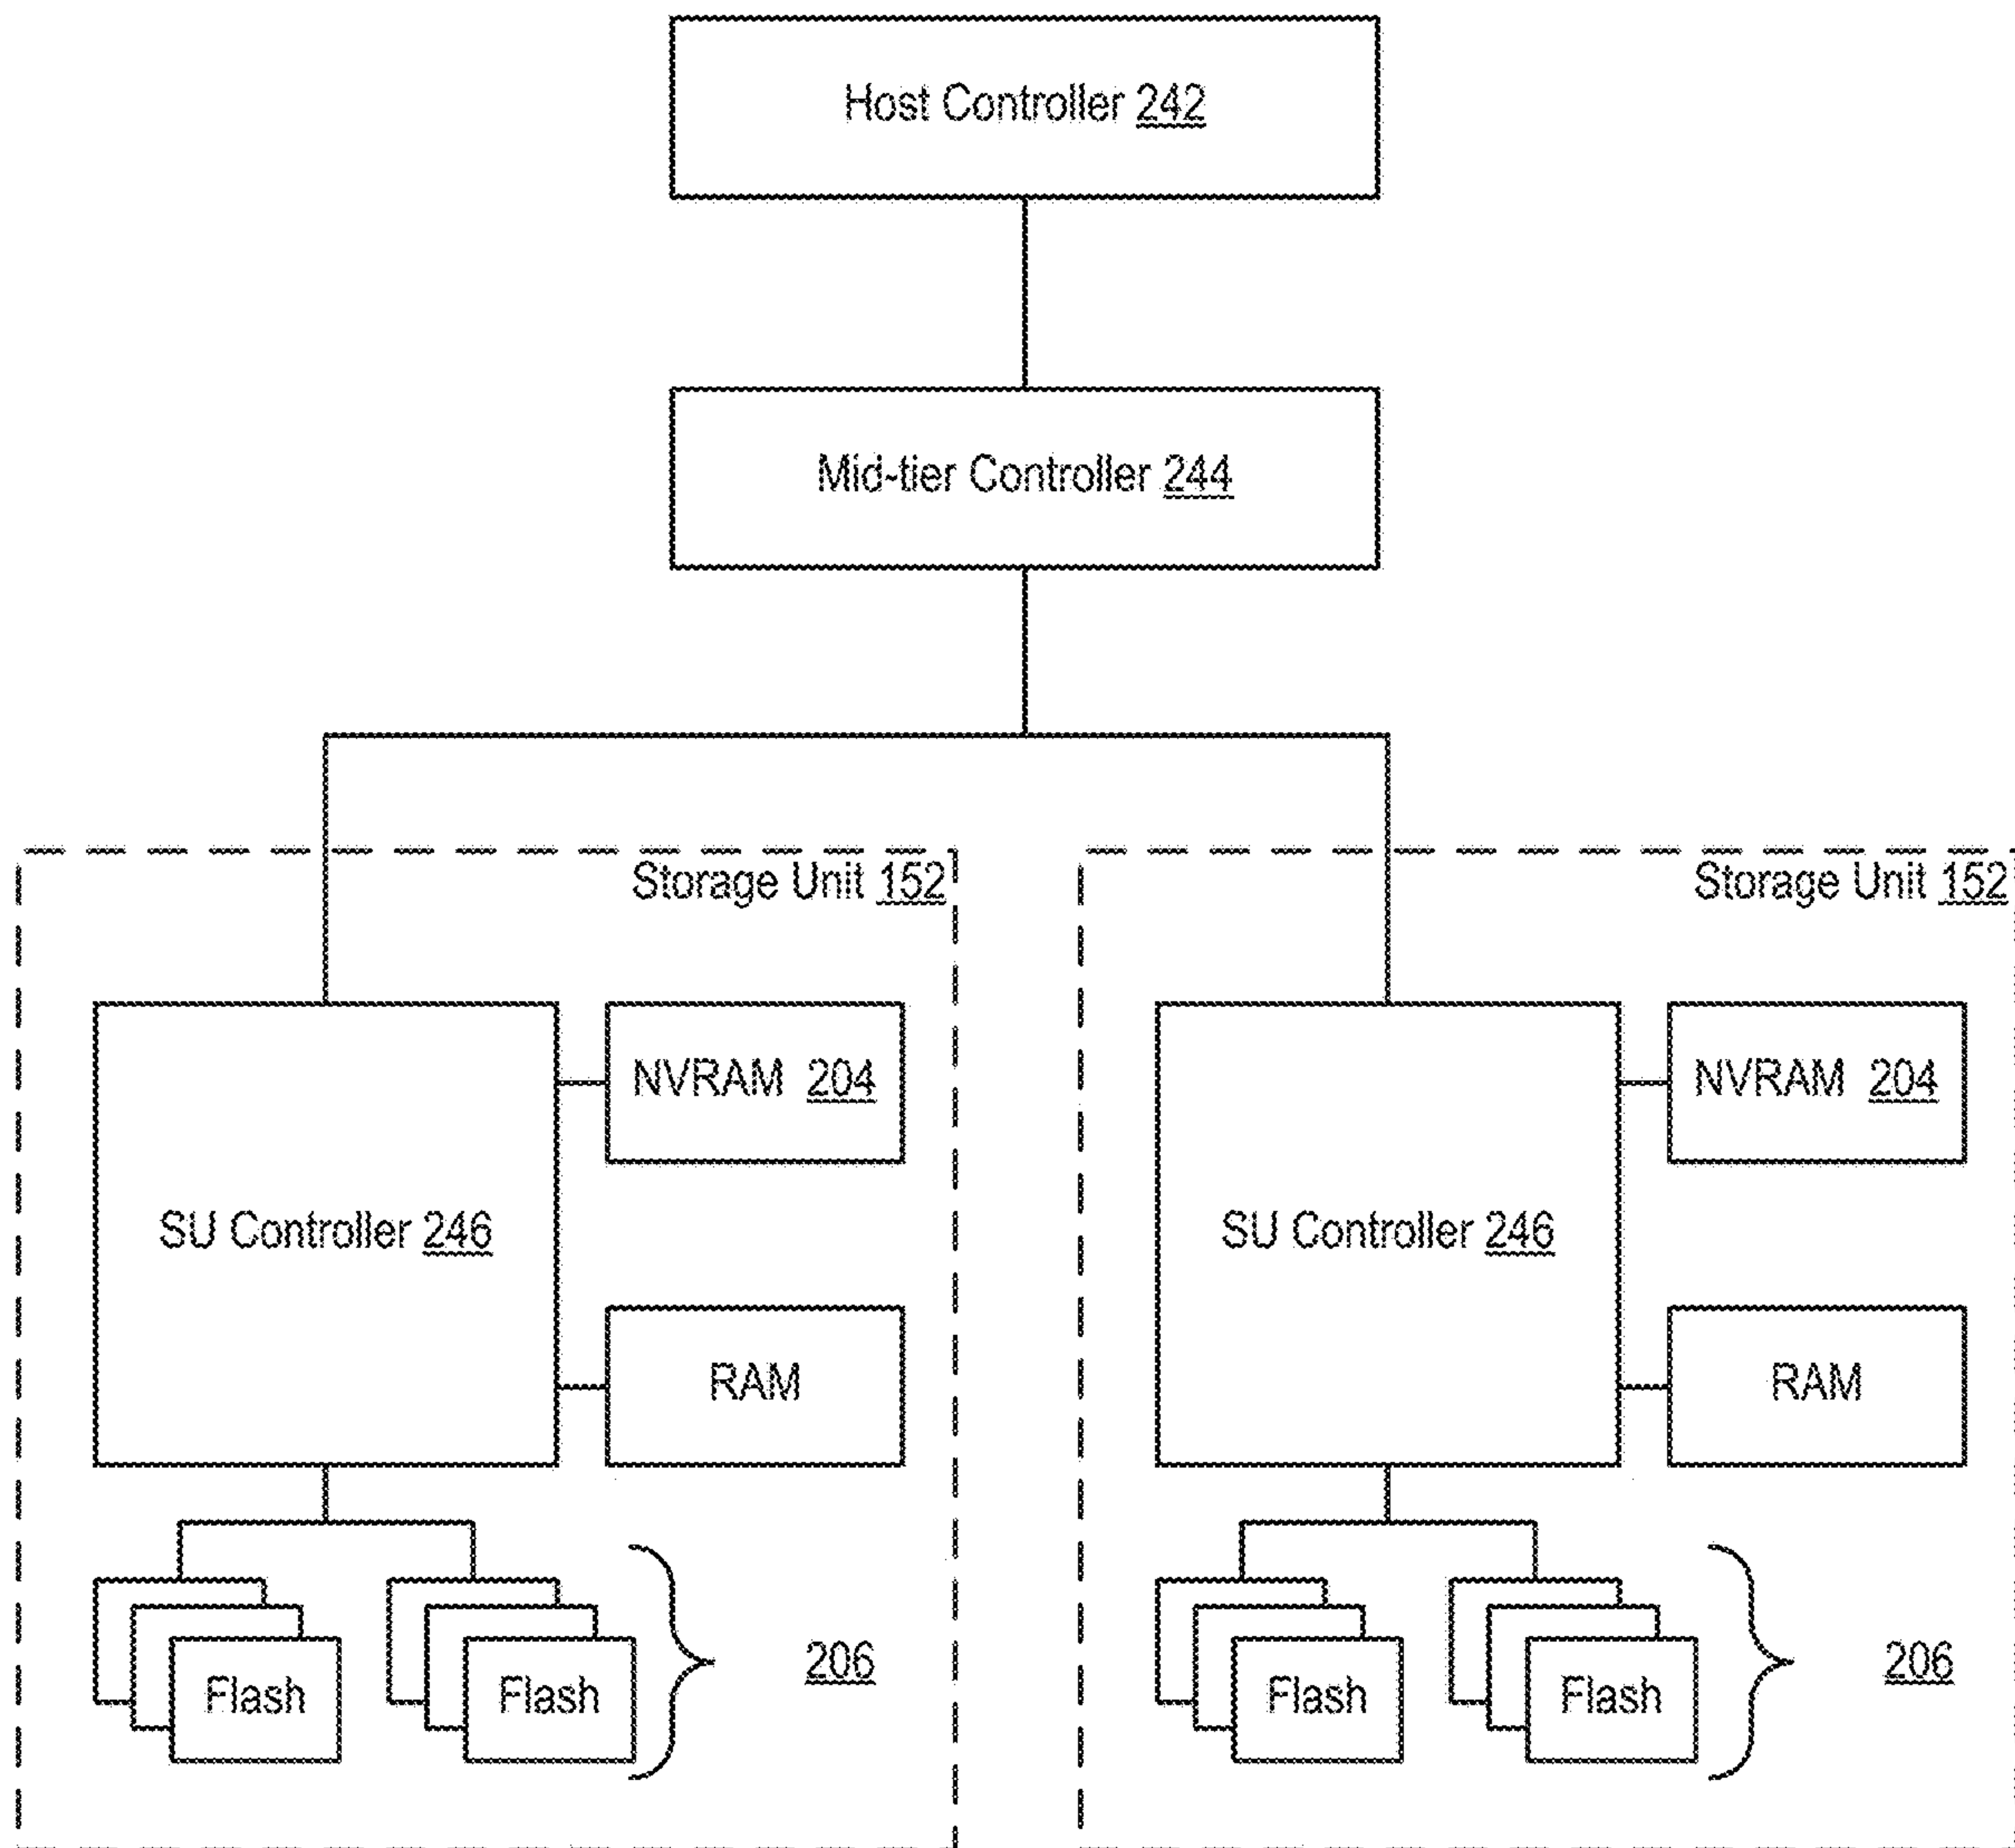 Host Controller 242
Mid-tier Controller 244
Storage Unit 152
NVRAM 204
SU Controller 246
RAM
Flash
Flash
206
Storage Unit 152
NVRAM 204
SU Controller 246
RAM
Flash
Flash
206